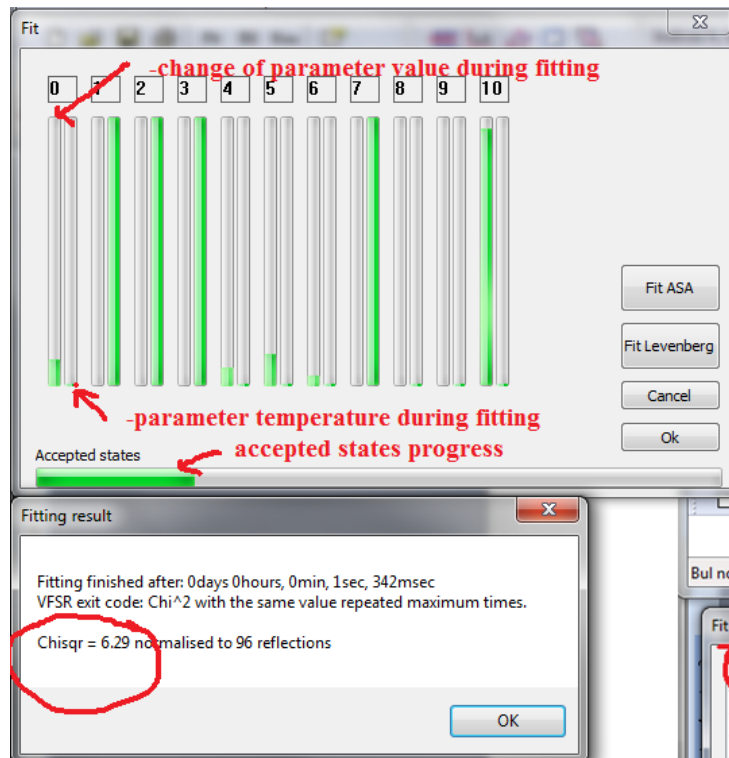 Fit
-change of parameter value during fitting
0 1 2 3 4 5 6 7 8 9 10
Fit ASA
Fit Levenberg
Cancel
-parameter temperature during fitting
Ok
accepted states progress
Accepted states
Fitting result
Fitting finished after: 0days 0hours, 0min, 1sec, 342msec
VFSR exit code: Chi^2 with the same value repeated maximum times.
Chisqr = 6.29 normalised to 96 reflections
OK
Bul no
Fit